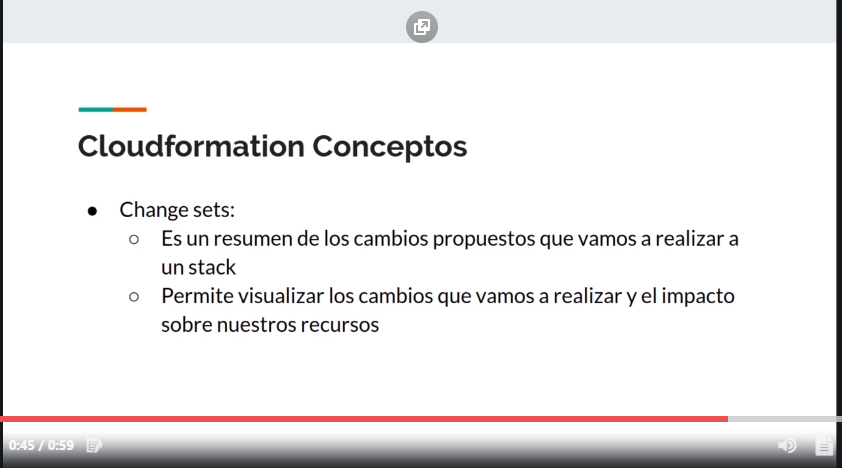 Cloudformation Conceptos
● Change sets:
○ Es un resumen de los cambios propuestos que vamos a realizar a
un stack
○ Permite visualizar los cambios que vamos a realizar y el impacto
sobre nuestros recursos
0:45 / 0:59